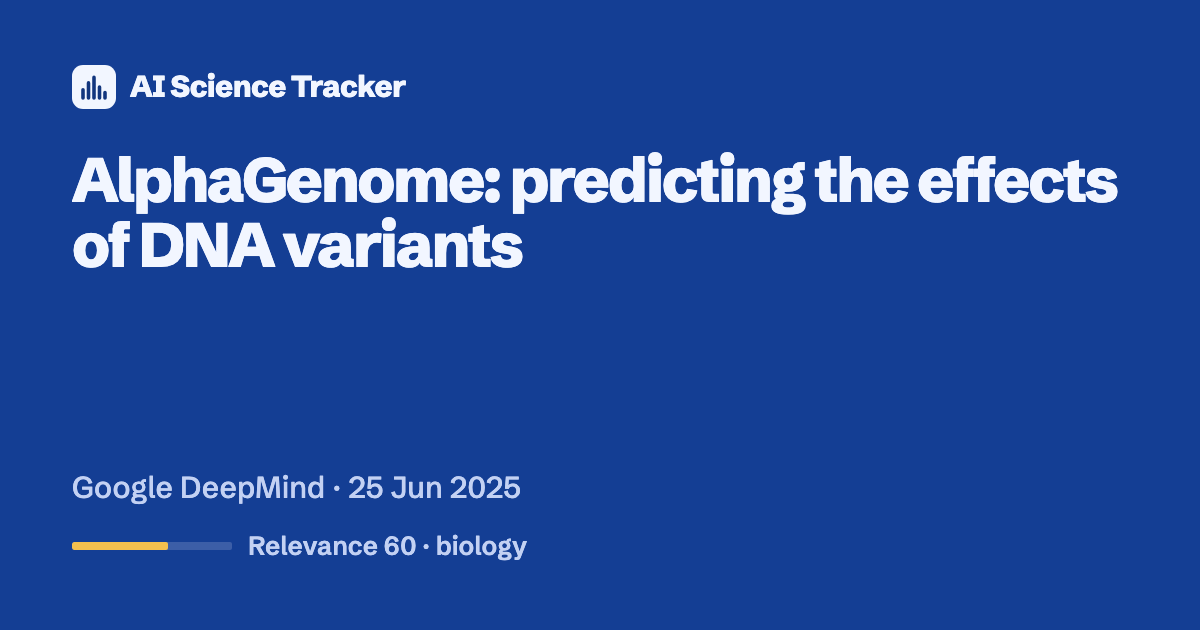 AI Science Tracker
AlphaGenome: predicting the effects
of DNA variants
Google DeepMind · 25 Jun 2025
Relevance 60 · biology